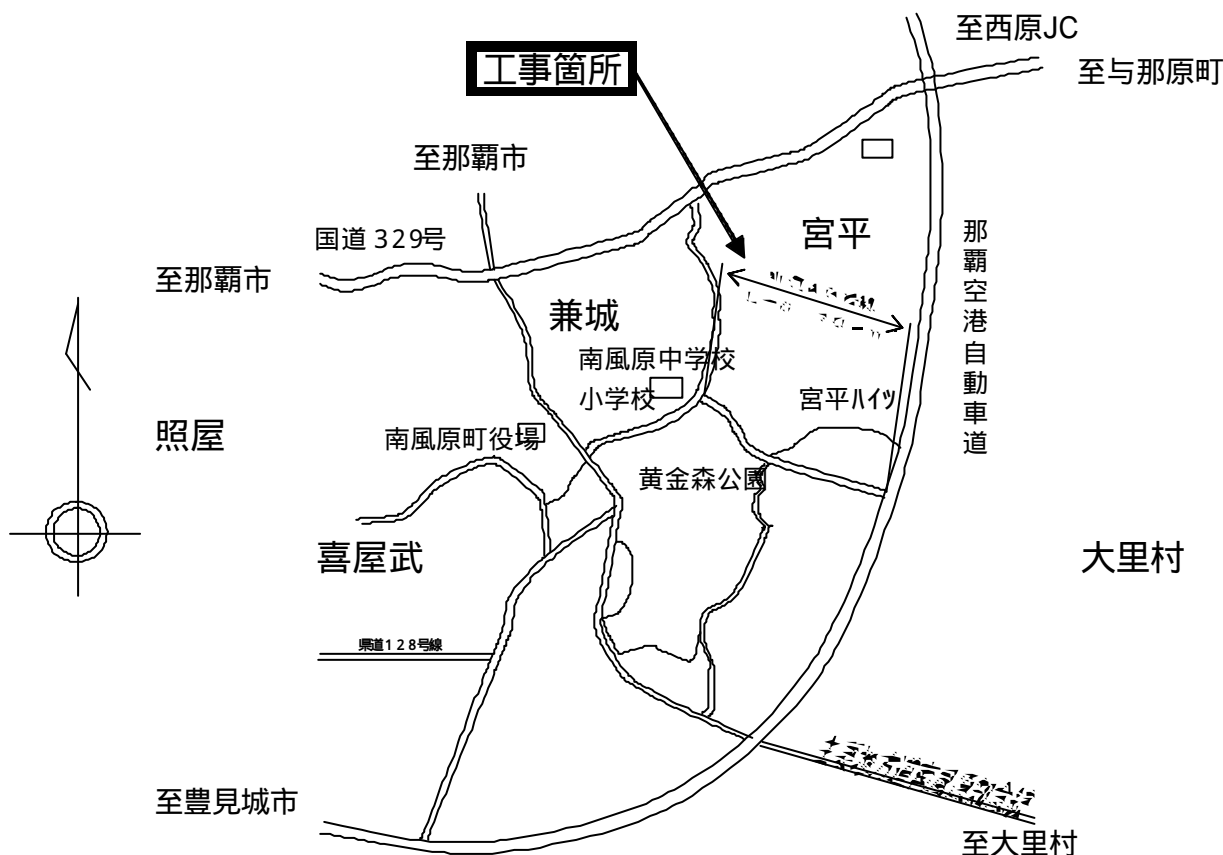 至西原JC
工事箇所
至与那原町
至那覇市
国道 329号
宮平
至那覇市
那覇空港自動車道
兼城
南風原中学校
小学校
宮平ﾊｲﾂ
照屋
南風原町役場
黄金森公園
喜屋武
大里村
県道128号線
至豊見城市
至大里村